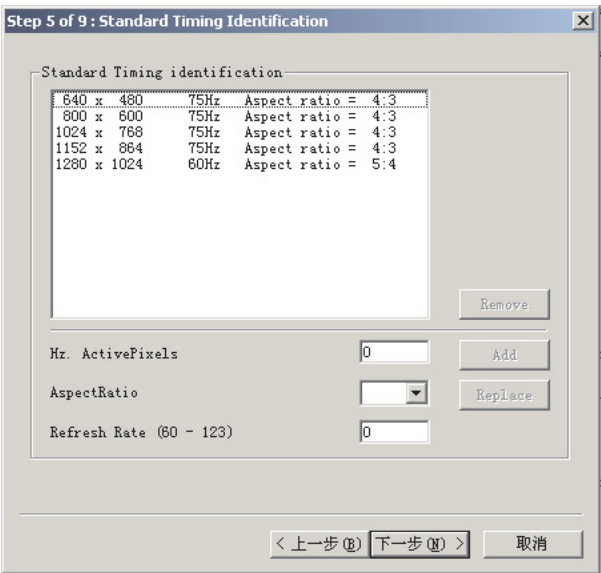 Step 5 of 9 : Standard Timing Identification
Standard Timing identification
640 x 480 75Hz Aspect ratio = 4:3
800 x 600 75Hz Aspect ratio = 4:3
1024 x 768 75Hz Aspect ratio = 4:3
1152 x 864 75Hz Aspect ratio = 4:3
1280 x 1024 60Hz Aspect ratio = 5:4
Remove
Hz. ActivePixels 0 Add
AspectRatio Replace
Refresh Rate (60 - 123) 0
< 上一步(B) 下一步(N) > 取消